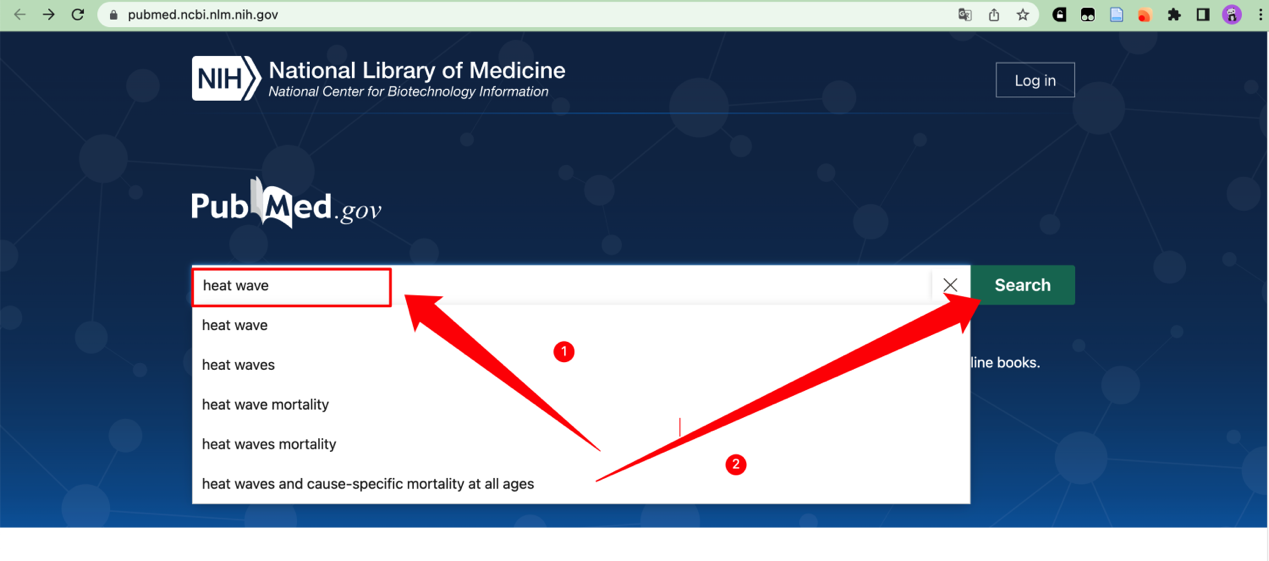 pubmed.ncbi.nlm.nih.gov
NIH National Library of Medicine
National Center for Biotechnology Information
Log in
PubMed.gov
heat wave
Search
heat wave
1
heat waves
line books.
heat wave mortality
heat waves mortality
2
heat waves and cause-specific mortality at all ages